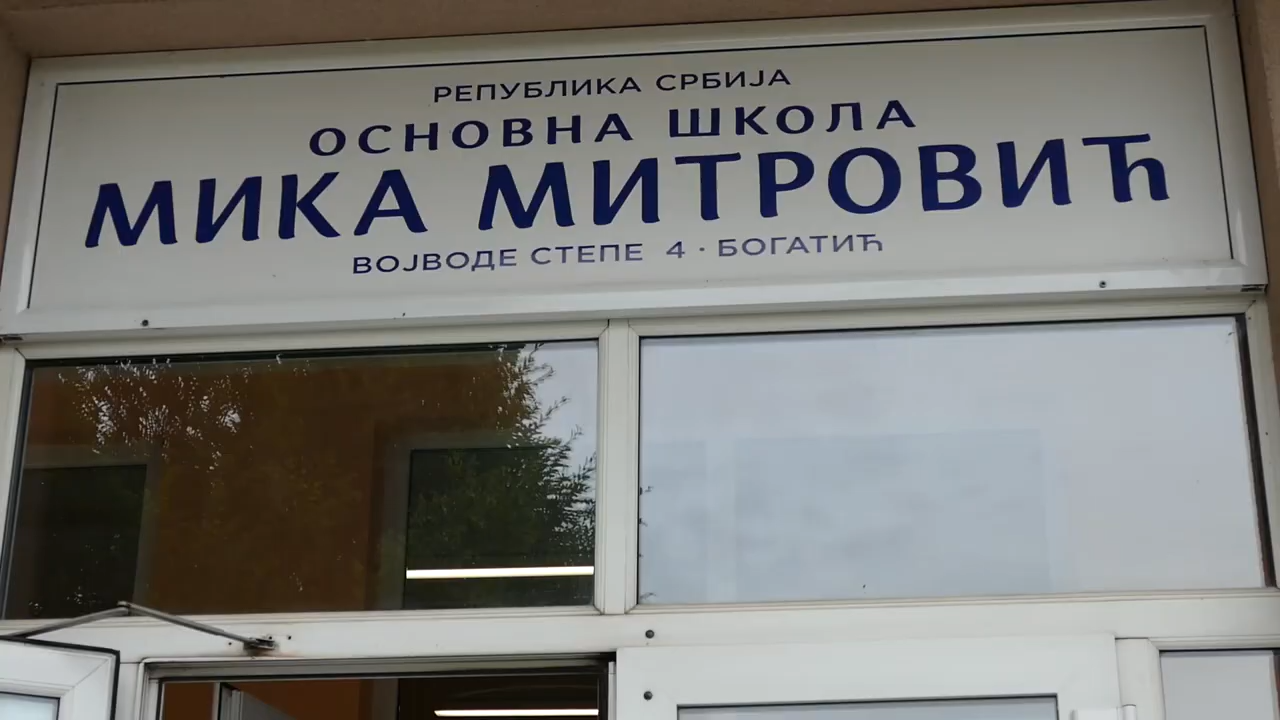 РЕПУБЛИКА СРБИЈА
ОСНОВНА ШКОЛА
МИКА МИТРОВИЋ
ВОЈВОДЕ СТЕПЕ 4 · БОГАТИЋ